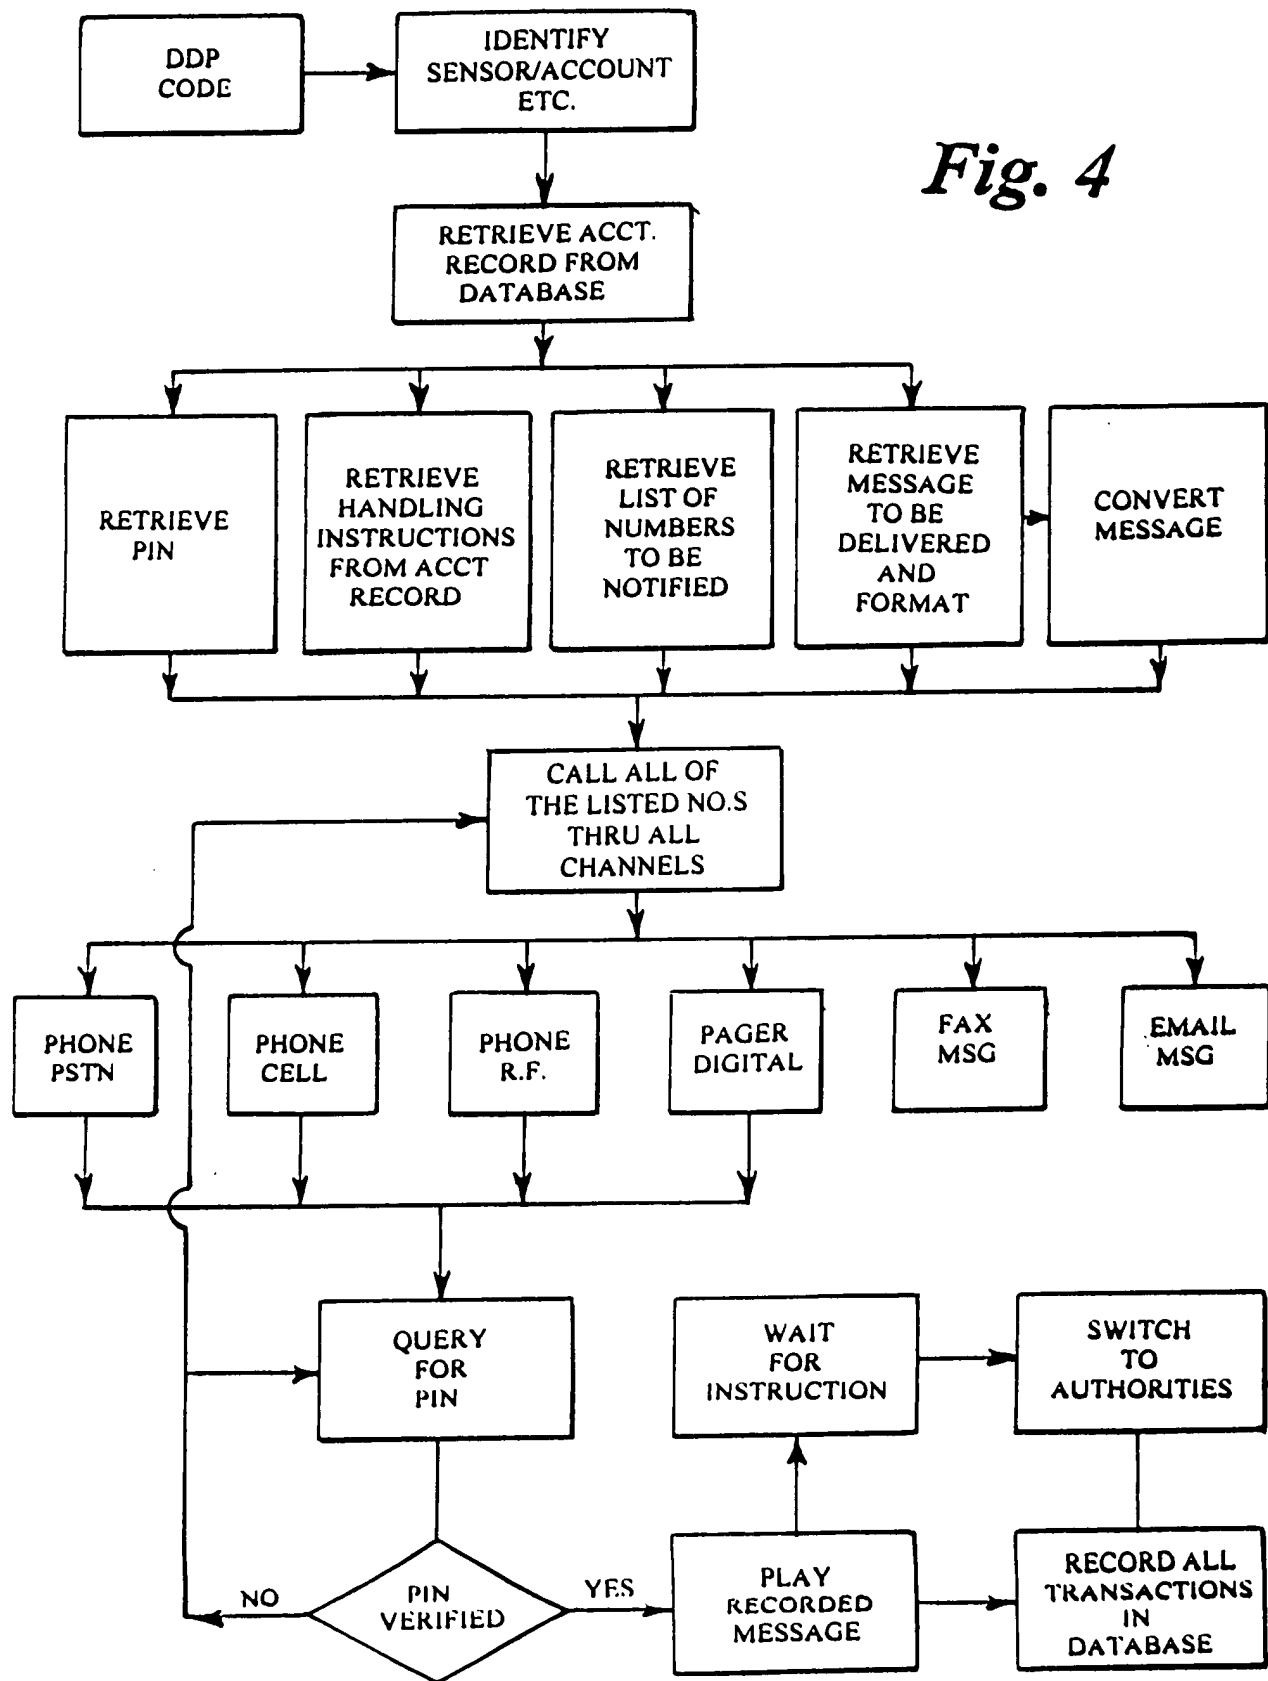 DDP
CODE
IDENTIFY
SENSOR/ACCOUNT
ETC.
Fig. 4
RETRIEVE ACCT.
RECORD FROM
DATABASE
RETRIEVE
PIN
RETRIEVE
HANDLING
INSTRUCTIONS
FROM ACCT
RECORD
RETRIEVE
LIST OF
NUMBERS
TO BE
NOTIFIED
RETRIEVE
MESSAGE
TO BE
DELIVERED
AND
FORMAT
CONVERT
MESSAGE
CALL ALL OF
THE LISTED NO.S
THRU ALL
CHANNELS
PHONE
PSTN
PHONE
CELL
PHONE
R.F.
PAGER
DIGITAL
FAX
MSG
EMAIL
MSG
QUERY
FOR
PIN
WAIT
FOR
INSTRUCTION
SWITCH
TO
AUTHORITIES
NO
PIN
VERIFIED
YES
PLAY
RECORDED
MESSAGE
RECORD ALL
TRANSACTIONS
IN
DATABASE